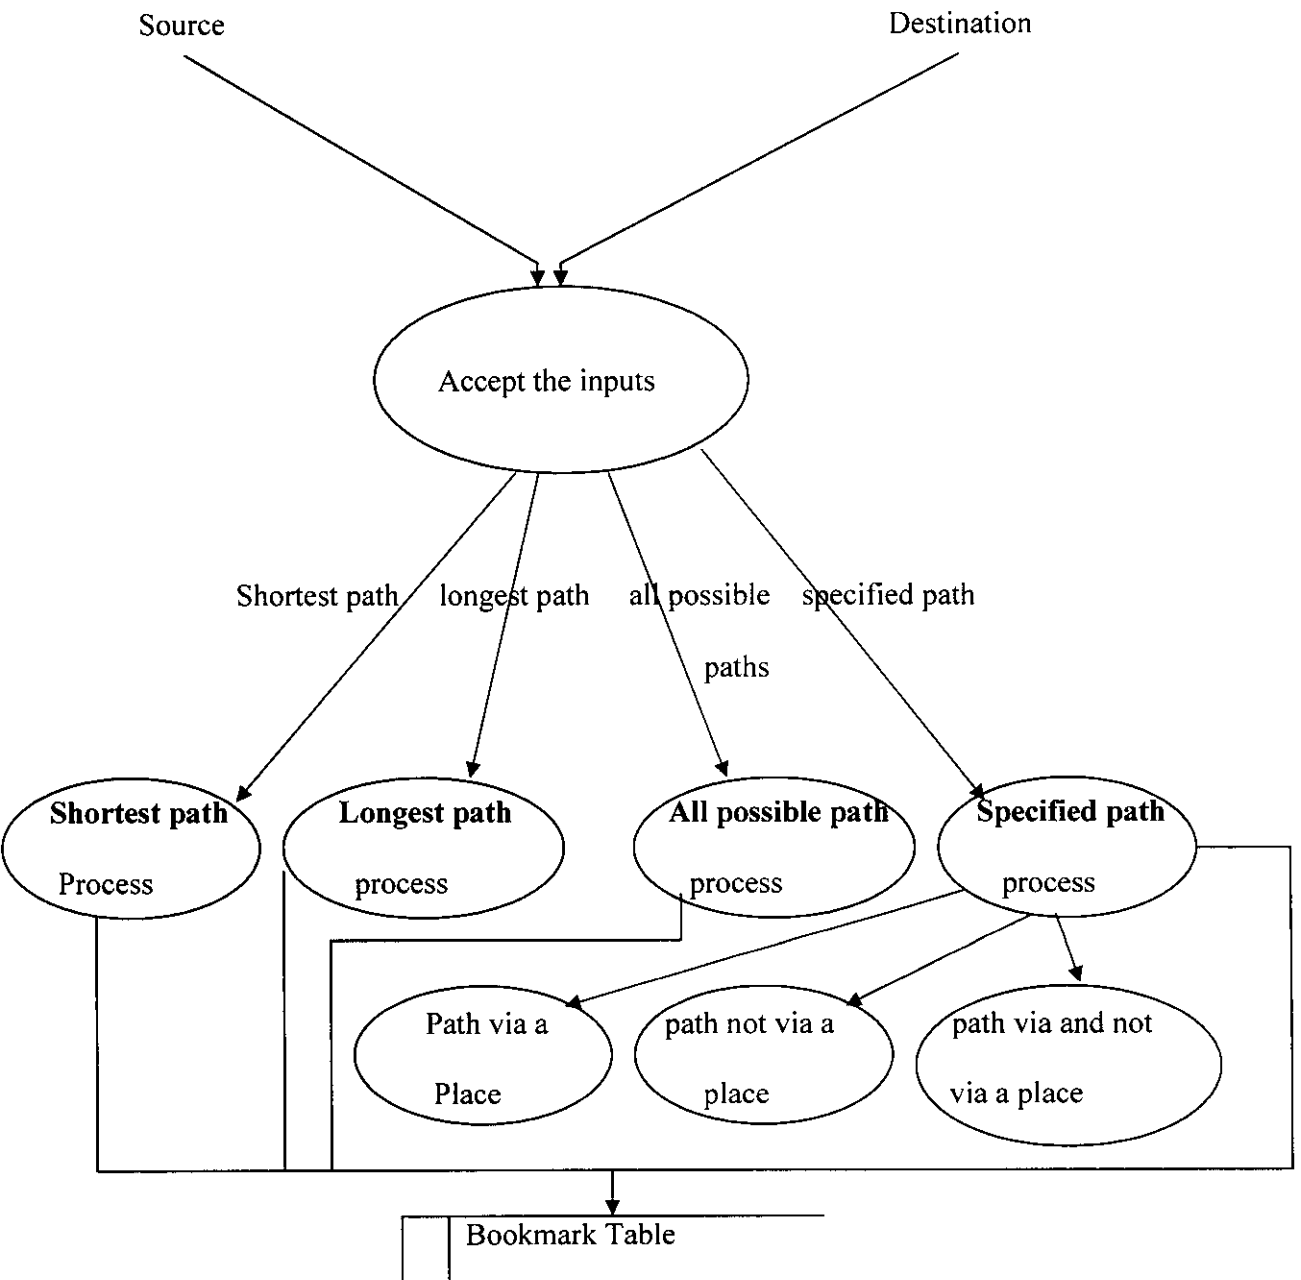 Source
Destination
Accept the inputs
Shortest path
longest path
all possible
paths
specified path
Shortest path
Process
Longest path
process
All possible path
process
Specified path
process
Path via a
Place
path not via a
place
path via and not
via a place
Bookmark Table